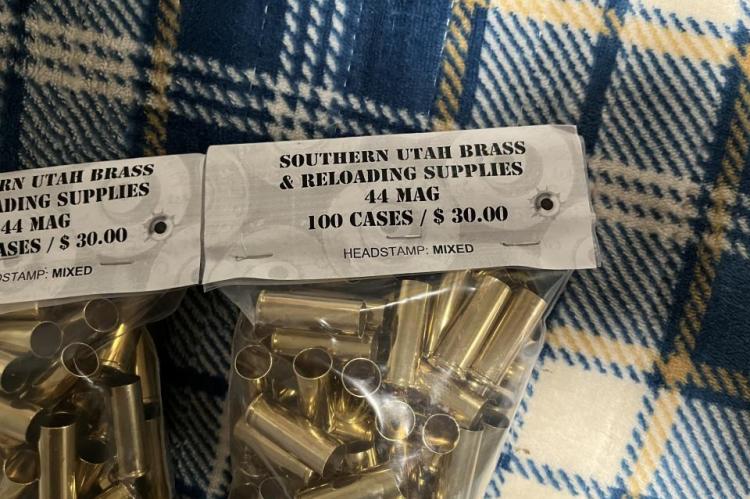 RN UTAH BRASS
ADING SUPPLIES
44 MAG
ASES / $ 30.00
DSTAMP: MIXED
SOUTHERN UTAH BRASS
& RELOADING SUPPLIES
44 MAG
100 CASES / $ 30.00
HEADSTAMP: MIXED